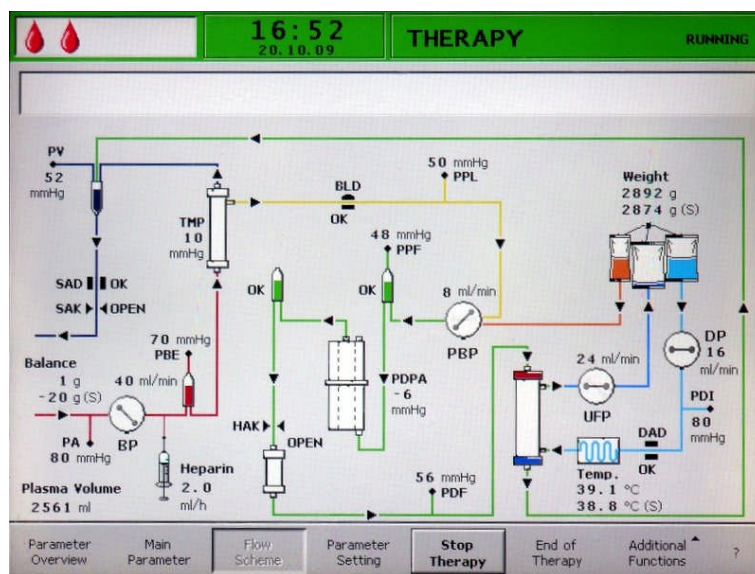 16:52
20.10.09
THERAPY
RUNNING
PV
52
mmHg
BLD
OK
50 mmHg
PPL
Weight
2892 g
2874 g (S)
TMP
10
mmHg
48 mmHg
PPF
SAD OK
SAK OPEN
OK
OK
8 ml/min
PBP
DP
16
ml/min
70 mmHg
PBE
Balance
1 g
-20 g (S)
40 ml/min
BP
PA
80 mmHg
PDPA
-6
mmHg
24 ml/min
UFP
PDI
80
mmHg
HAK
OPEN
DAD
OK
Heparin
2.0
ml/h
56 mmHg
PDF
Temp.
39.1 °C
38.8 °C (S)
Plasma Volume
2561 ml
Parameter
Overview
Main
Parameter
Flow
Scheme
Parameter
Setting
Stop
Therapy
End of
Therapy
Additional
Functions
?